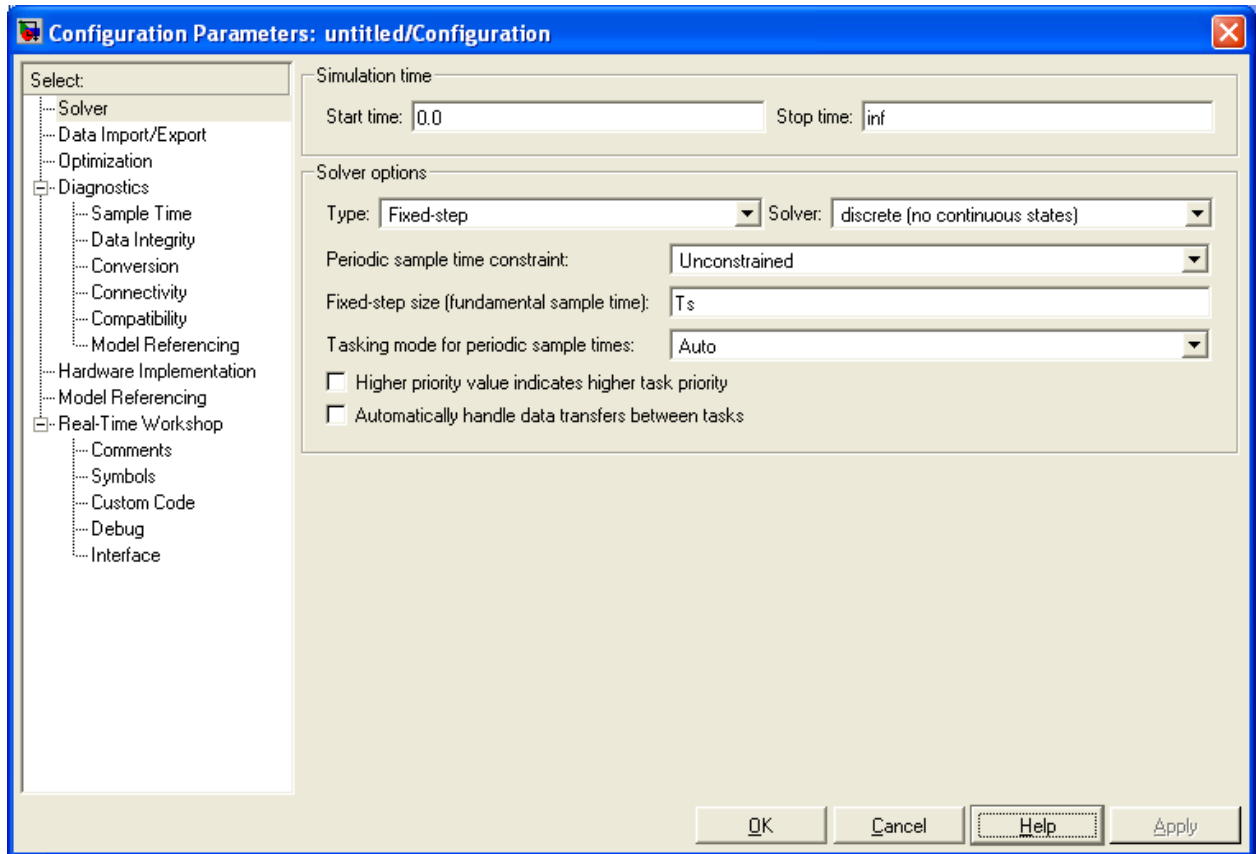 Configuration Parameters: untitled/Configuration
Select:
Solver
Data Import/Export
Optimization
Diagnostics
Sample Time
Data Integrity
Conversion
Connectivity
Compatibility
Model Referencing
Hardware Implementation
Model Referencing
Real-Time Workshop
Comments
Symbols
Custom Code
Debug
Interface
Simulation time
Start time: 0.0 Stop time: inf
Solver options
Type: Fixed-step Solver: discrete (no continuous states)
Periodic sample time constraint: Unconstrained
Fixed-step size (fundamental sample time): Ts
Tasking mode for periodic sample times: Auto
Higher priority value indicates higher task priority
Automatically handle data transfers between tasks
OK Cancel Help Apply